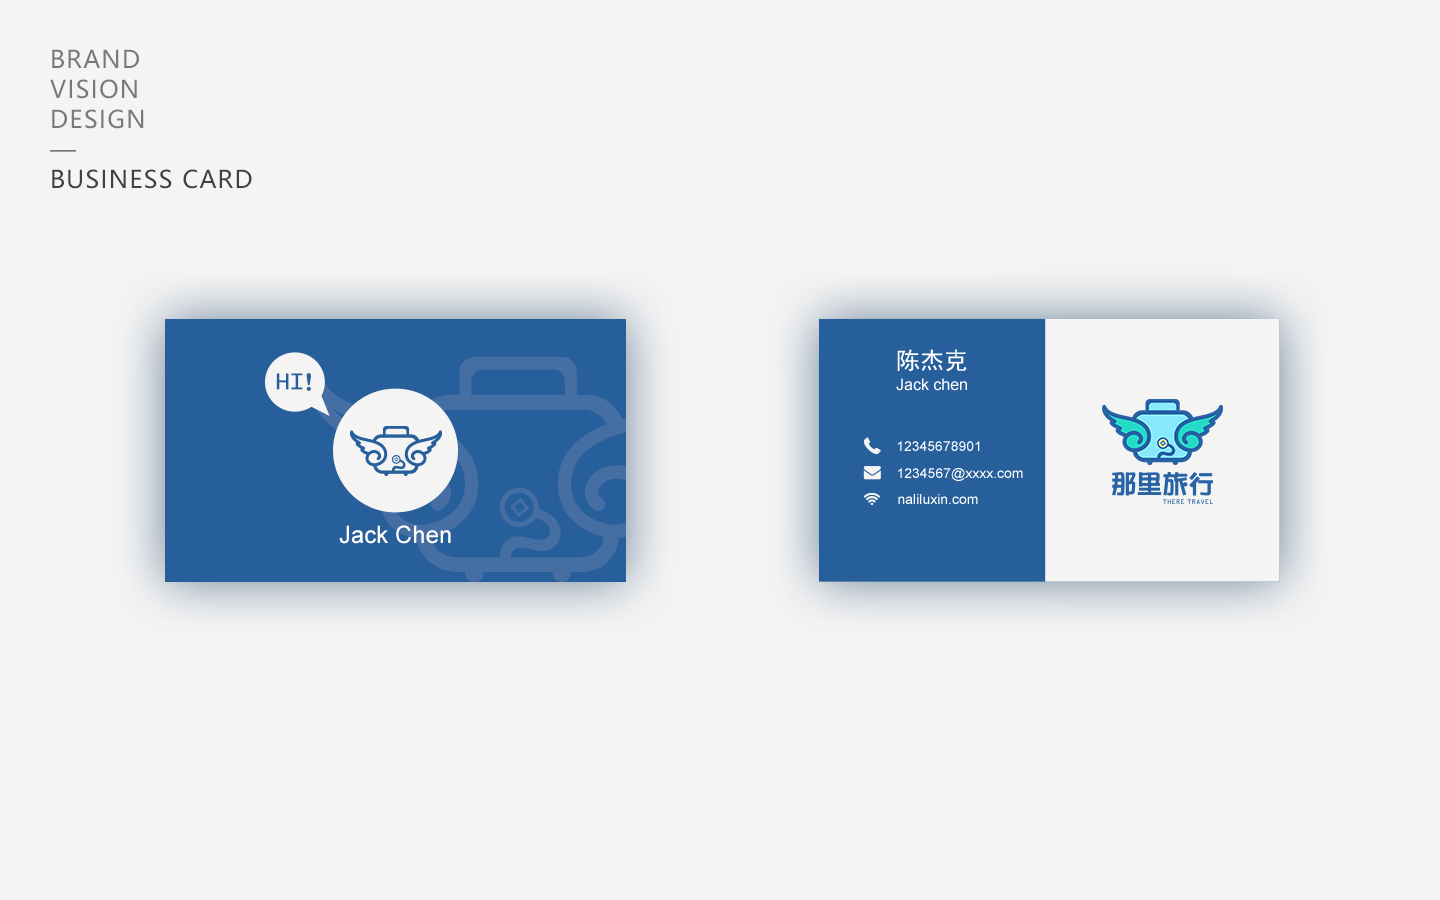 BRAND
VISION
DESIGN
BUSINESS CARD
HI!
Jack Chen
陈杰克
Jack chen
12345678901
1234567@xxxx.com
naliluxin.com
那里旅行
THERE TRAVEL